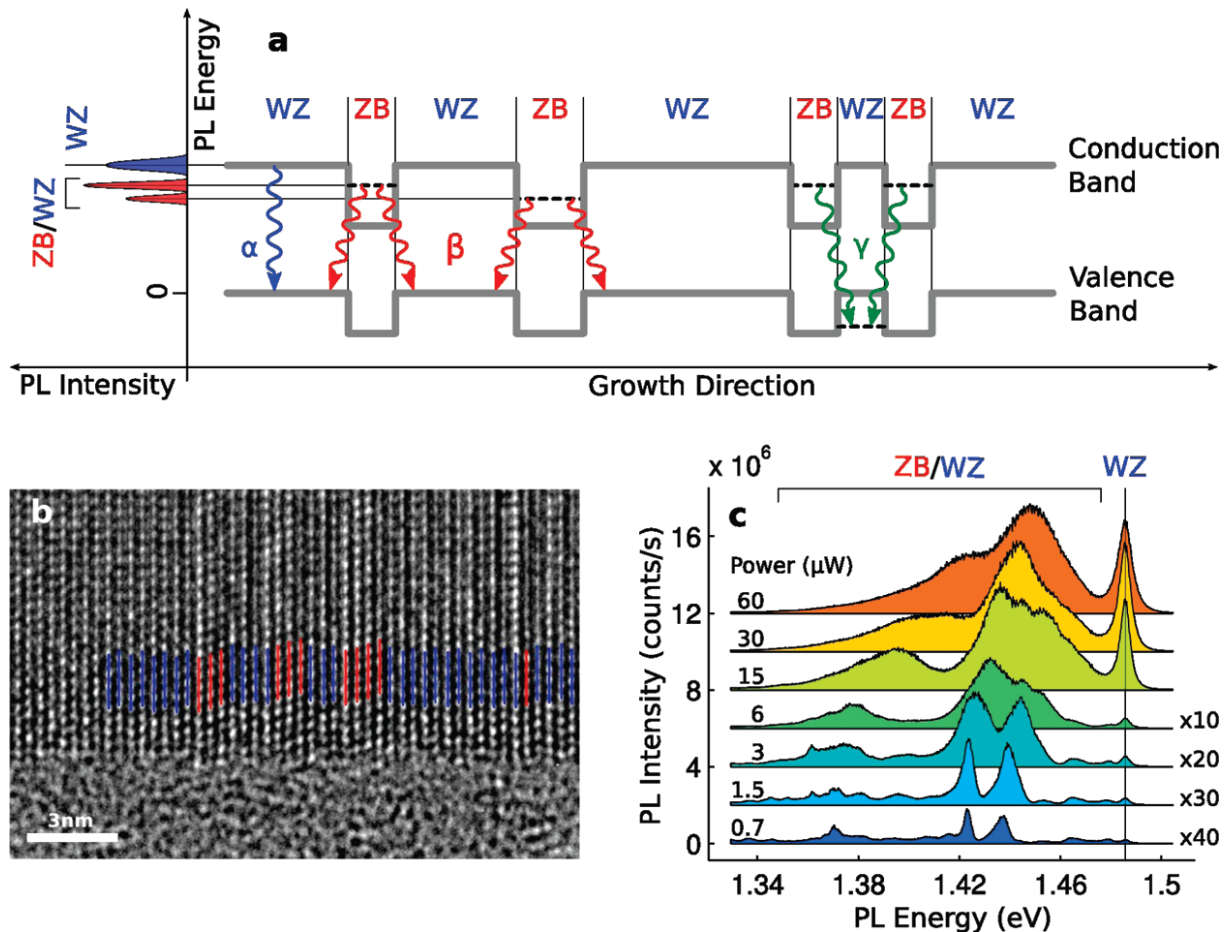 a
PL Energy
WZ
ZB/WZ
0
WZ ZB WZ ZB WZ ZB WZ ZB WZ
Conduction
Band
α
β
γ
Valence
Band
PL Intensity
Growth Direction
b
3nm
c
x 10⁶
ZB/WZ WZ
PL Intensity (counts/s)
16
12
8
4
0
Power (μW)
60
30
15
6 x10
3 x20
1.5 x30
0.7 x40
1.34 1.38 1.42 1.46 1.5
PL Energy (eV)